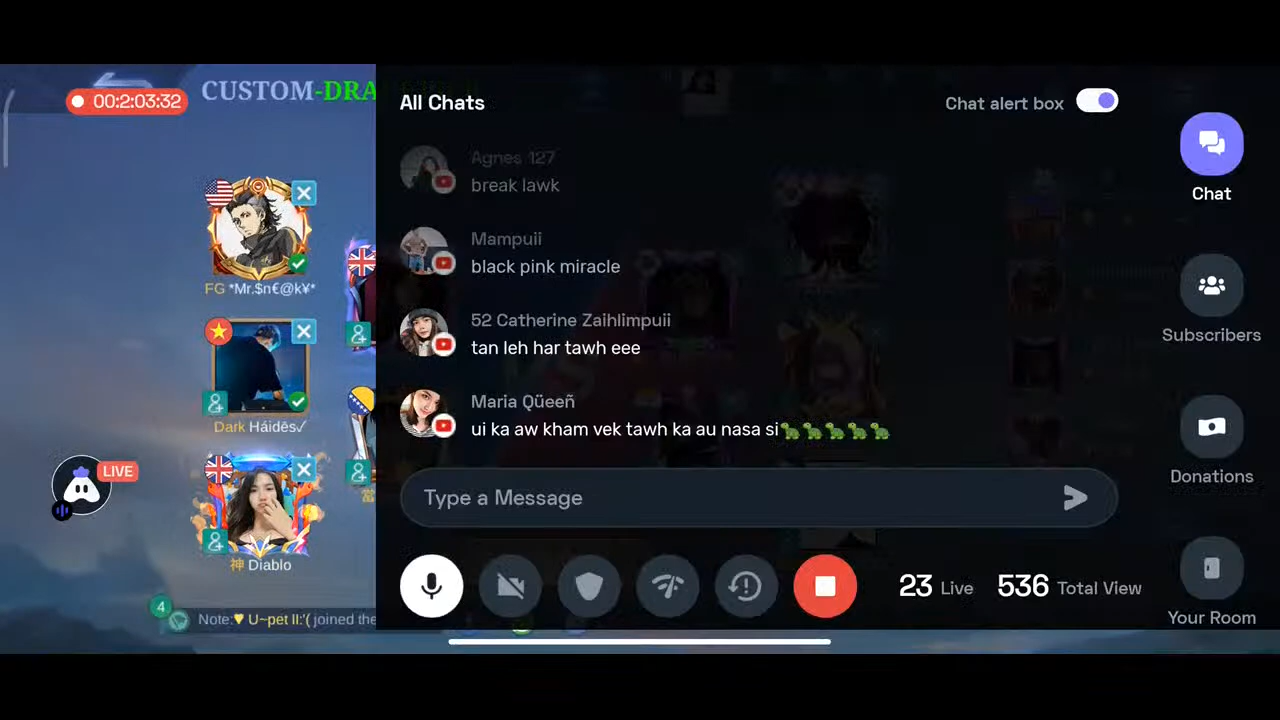 00:2:03:32
CUSTOM-DRA
FG *Mr.$n€@k¥*
Dark Háidēs✓
LIVE
神 Diablo
4
Note:♥ U~pet II:'( joined the
All Chats
Chat alert box
Agnes 127
break lawk
Mampuii
black pink miracle
52 Catherine Zaihlimpuii
tan leh har tawh eee
Maria Qüeeñ
ui ka aw kham vek tawh ka au nasa si🐢🐢🐢🐢🐢
Type a Message
23 Live 536 Total View
Chat
Subscribers
Donations
Your Room